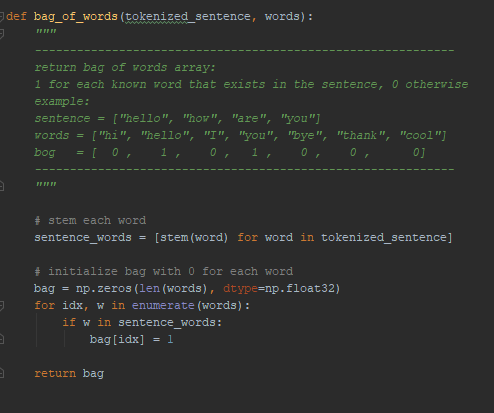 def bag_of_words(tokenized_sentence, words):
    """
    ------------------------------------------------------------
    return bag of words array:
    1 for each known word that exists in the sentence, 0 otherwise
    example:
    sentence = ["hello", "how", "are", "you"]
    words = ["hi", "hello", "I", "you", "bye", "thank", "cool"]
    bog   = [  0 ,    1 ,    0 ,   1 ,    0 ,    0 ,      0]
    ------------------------------------------------------------
    """

    # stem each word
    sentence_words = [stem(word) for word in tokenized_sentence]

    # initialize bag with 0 for each word
    bag = np.zeros(len(words), dtype=np.float32)
    for idx, w in enumerate(words):
        if w in sentence_words:
            bag[idx] = 1

    return bag